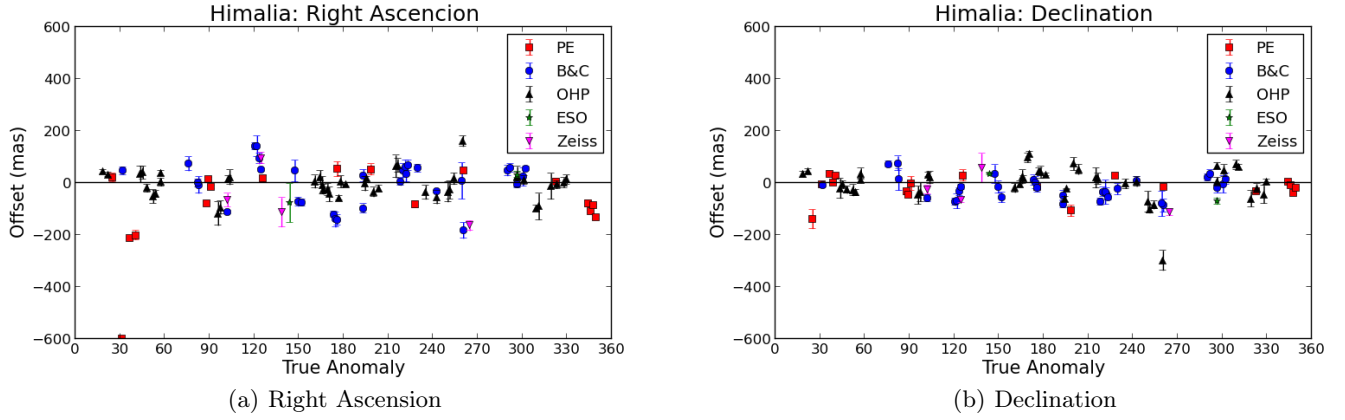 Himalia: Right Ascencion
600
400
200
0
−200
−400
−600
Offset (mas)
0 30 60 90 120 150 180 210 240 270 300 330 360
True Anomaly
PE
B&C
OHP
ESO
Zeiss
(a) Right Ascension
Himalia: Declination
600
400
200
0
−200
−400
−600
Offset (mas)
0 30 60 90 120 150 180 210 240 270 300 330 360
True Anomaly
PE
B&C
OHP
ESO
Zeiss
(b) Declination